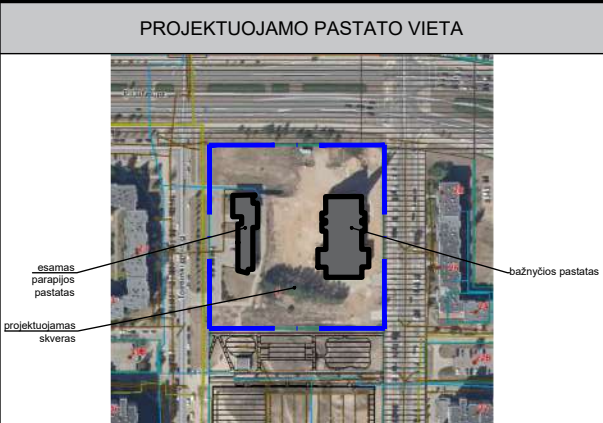 PROJEKTUOJAMO PASTATO VIETA
esamas
parapijos
pastatas
bažnyčios pastatas
projektuojamas
skveras